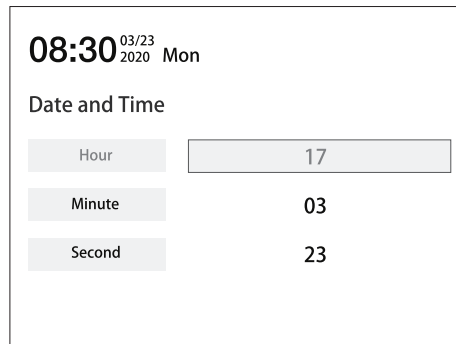 08:30 03/23 2020 Mon
Date and Time
Hour 17
Minute 03
Second 23